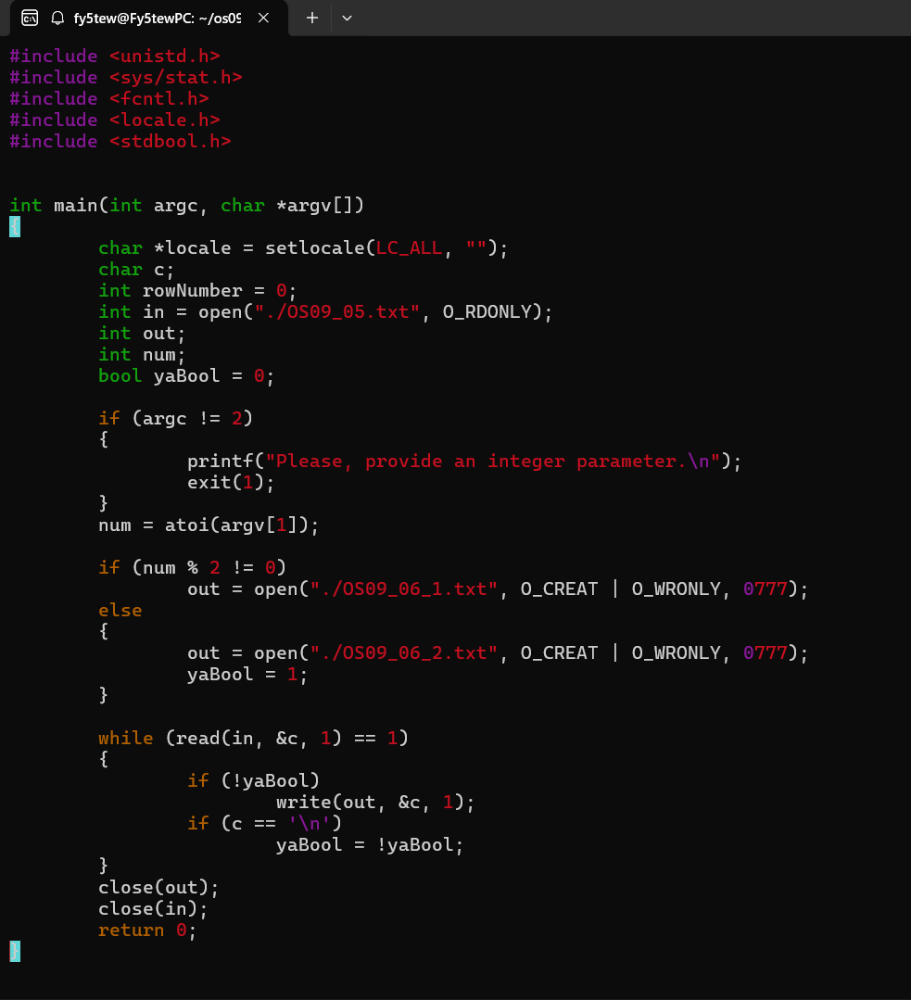 fy5tew@Fy5tewPC: ~/os09
#include <unistd.h>
#include <sys/stat.h>
#include <fcntl.h>
#include <locale.h>
#include <stdbool.h>
int main(int argc, char *argv[])
{
        char *locale = setlocale(LC_ALL, "");
        char c;
        int rowNumber = 0;
        int in = open("./OS09_05.txt", O_RDONLY);
        int out;
        int num;
        bool yaBool = 0;
        if (argc != 2)
        {
                printf("Please, provide an integer parameter.\n");
                exit(1);
        }
        num = atoi(argv[1]);
        if (num % 2 != 0)
                out = open("./OS09_06_1.txt", O_CREAT | O_WRONLY, 0777);
        else
        {
                out = open("./OS09_06_2.txt", O_CREAT | O_WRONLY, 0777);
                yaBool = 1;
        }
        while (read(in, &c, 1) == 1)
        {
                if (!yaBool)
                        write(out, &c, 1);
                if (c == '\n')
                        yaBool = !yaBool;
        }
        close(out);
        close(in);
        return 0;
}